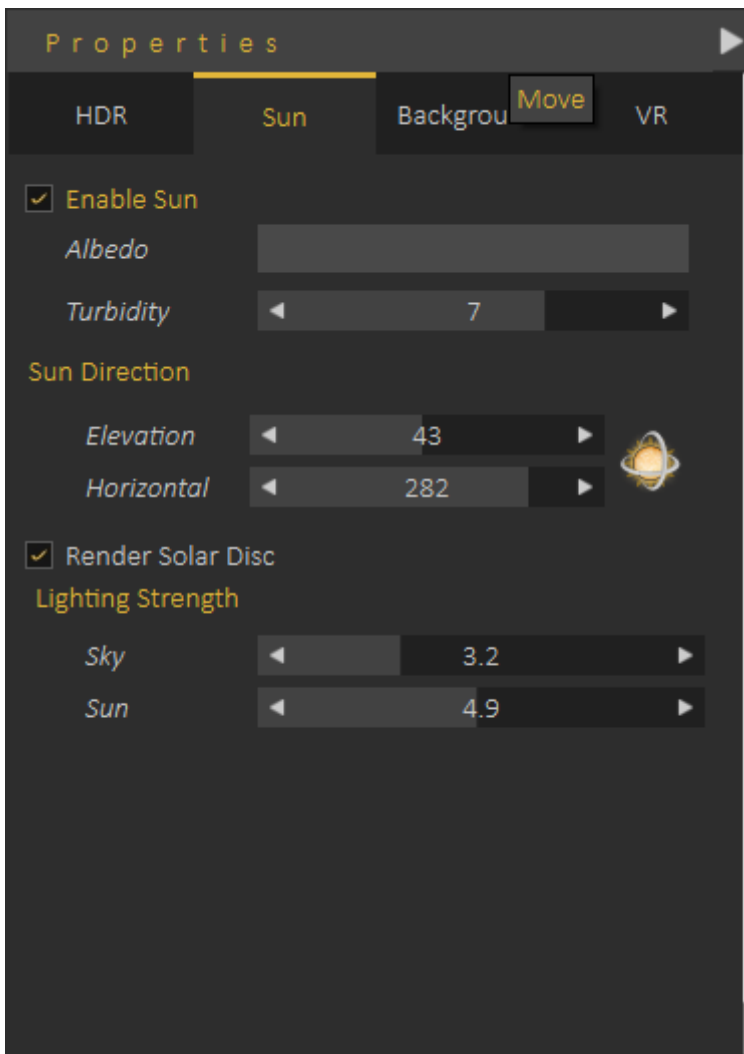 Properties
HDR Sun Backgrou Move VR
Enable Sun
Albedo
Turbidity 7
Sun Direction
Elevation 43
Horizontal 282
Render Solar Disc
Lighting Strength
Sky 3.2
Sun 4.9